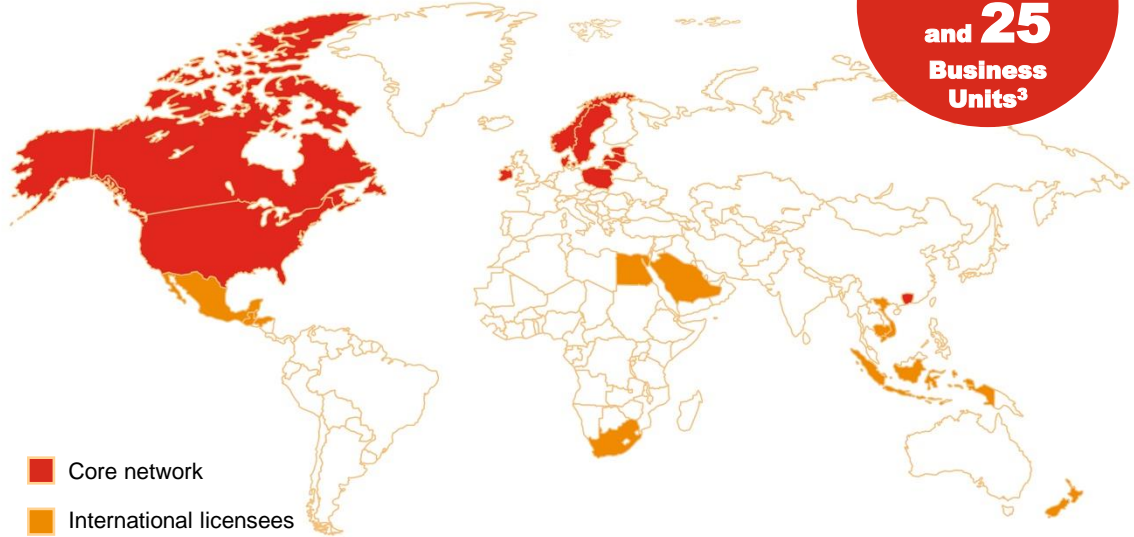 and 25
Business
Units³
Core network
International licensees